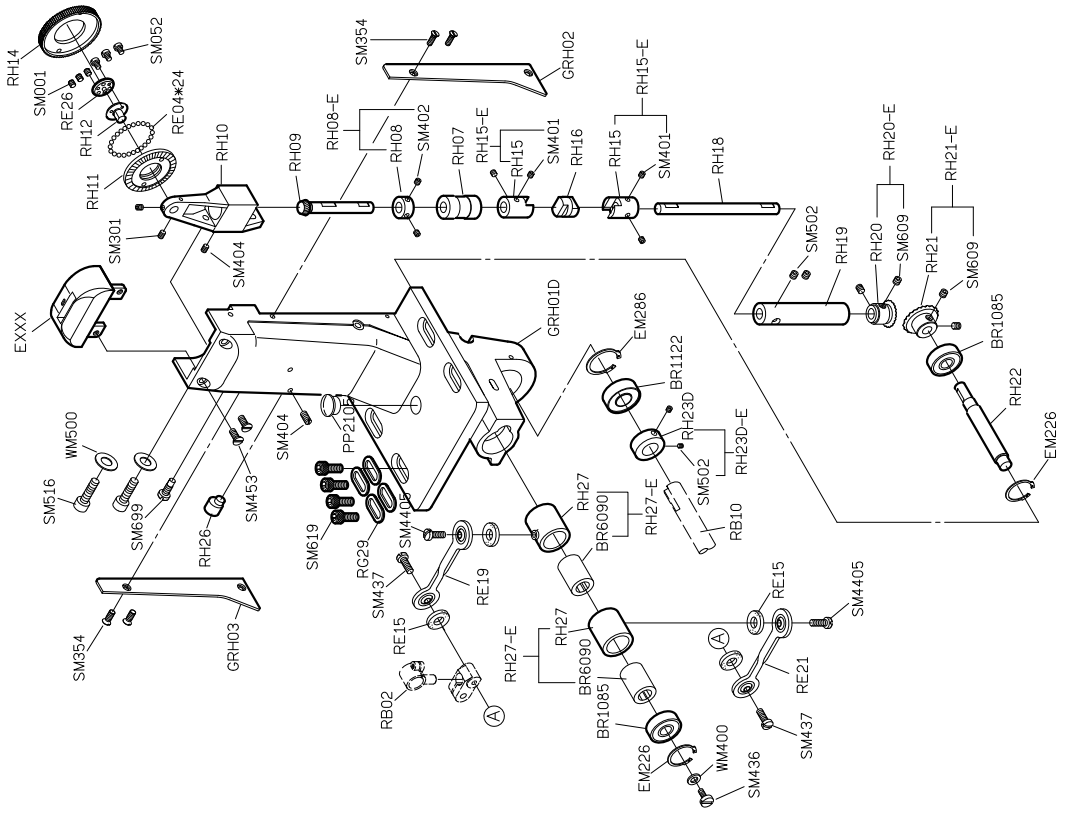 RH14
SM001
RE26
RH12
RH11
SM052
RE04*24
RH10
SM301
SM404
EXXX
RH09
RH08-E
RH08
SM402
SM354
GRH02
RH07
RH15-E
RH15
SM401
RH16
RH15-E
RH15
SM401
RH18
SM502
RH19
RH20-E
RH20
SM609
RH21-E
RH21
SM609
BR1085
RH22
EM226
GRH01D
EM286
BR1122
RH23D
RH23D-E
SM502
RB10
WM500
SM516
SM699
RH26
SM453
SM404
PP210F
SM619
RG29
SM4405
SM437
RE19
RE15
RB02
A
SM354
GRH03
RH27
BR6090
RH27-E
RH27-E
RH27
BR6090
BR1085
EM226
WM400
SM436
RE15
SM4405
A
RE21
SM437